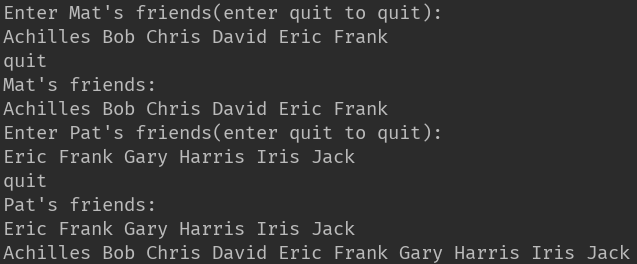 Enter Mat's friends(enter quit to quit):
Achilles Bob Chris David Eric Frank
quit
Mat's friends:
Achilles Bob Chris David Eric Frank
Enter Pat's friends(enter quit to quit):
Eric Frank Gary Harris Iris Jack
quit
Pat's friends:
Eric Frank Gary Harris Iris Jack
Achilles Bob Chris David Eric Frank Gary Harris Iris Jack